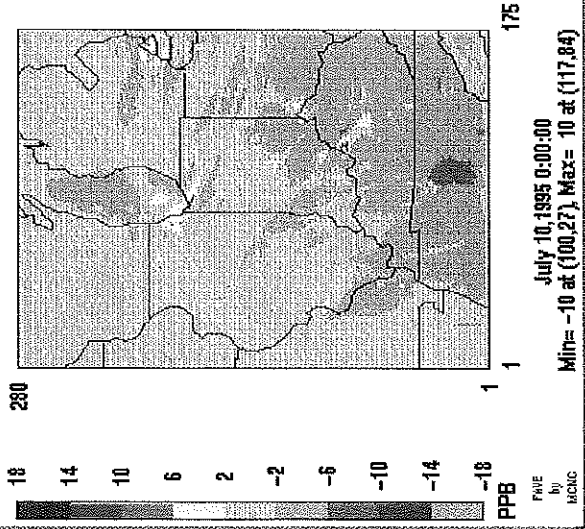 18
14
10
6
2
-2
-6
-10
-14
-18
PPB
PAVE
by
MCNC
280
1
1
175
July 10,1995 0:00:00
Min= -10 at (100,27), Max= 10 at (117,84)